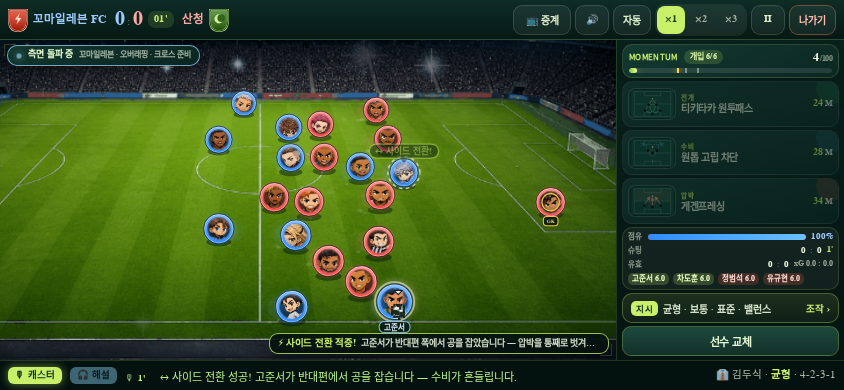 꼬마일레븐 FC 0 : 0 01' 산청
중계
자동
×1 ×2 ×3
II
나가기
측면 돌파 중 꼬마일레븐 · 오버래핑 · 크로스 준비
MOMENTUM 개입 6/6 4/100
전개
티키타카 원투패스
24 M
수비
원톱 고립 차단
28 M
압박
게겐프레싱
34 M
↔ 사이드 전환!
GK
고준서
점유 100%
슈팅 0 : 0 1'
유효 0 : 0 xG 0.0 : 0.0
고준서 6.0 차도훈 6.0 정범석 6.0 유규현 6.0
지시 균형 · 보통 · 표준 · 밸런스 조작 ›
⚡ 사이드 전환 적중! 고준서가 반대편 폭에서 공을 잡았습니다 — 압박을 통째로 벗겨…
선수 교체
캐스터 해설 1' ↔ 사이드 전환 성공! 고준서가 반대편에서 공을 잡습니다 — 수비가 흔들립니다.
김두식 · 균형 · 4-2-3-1